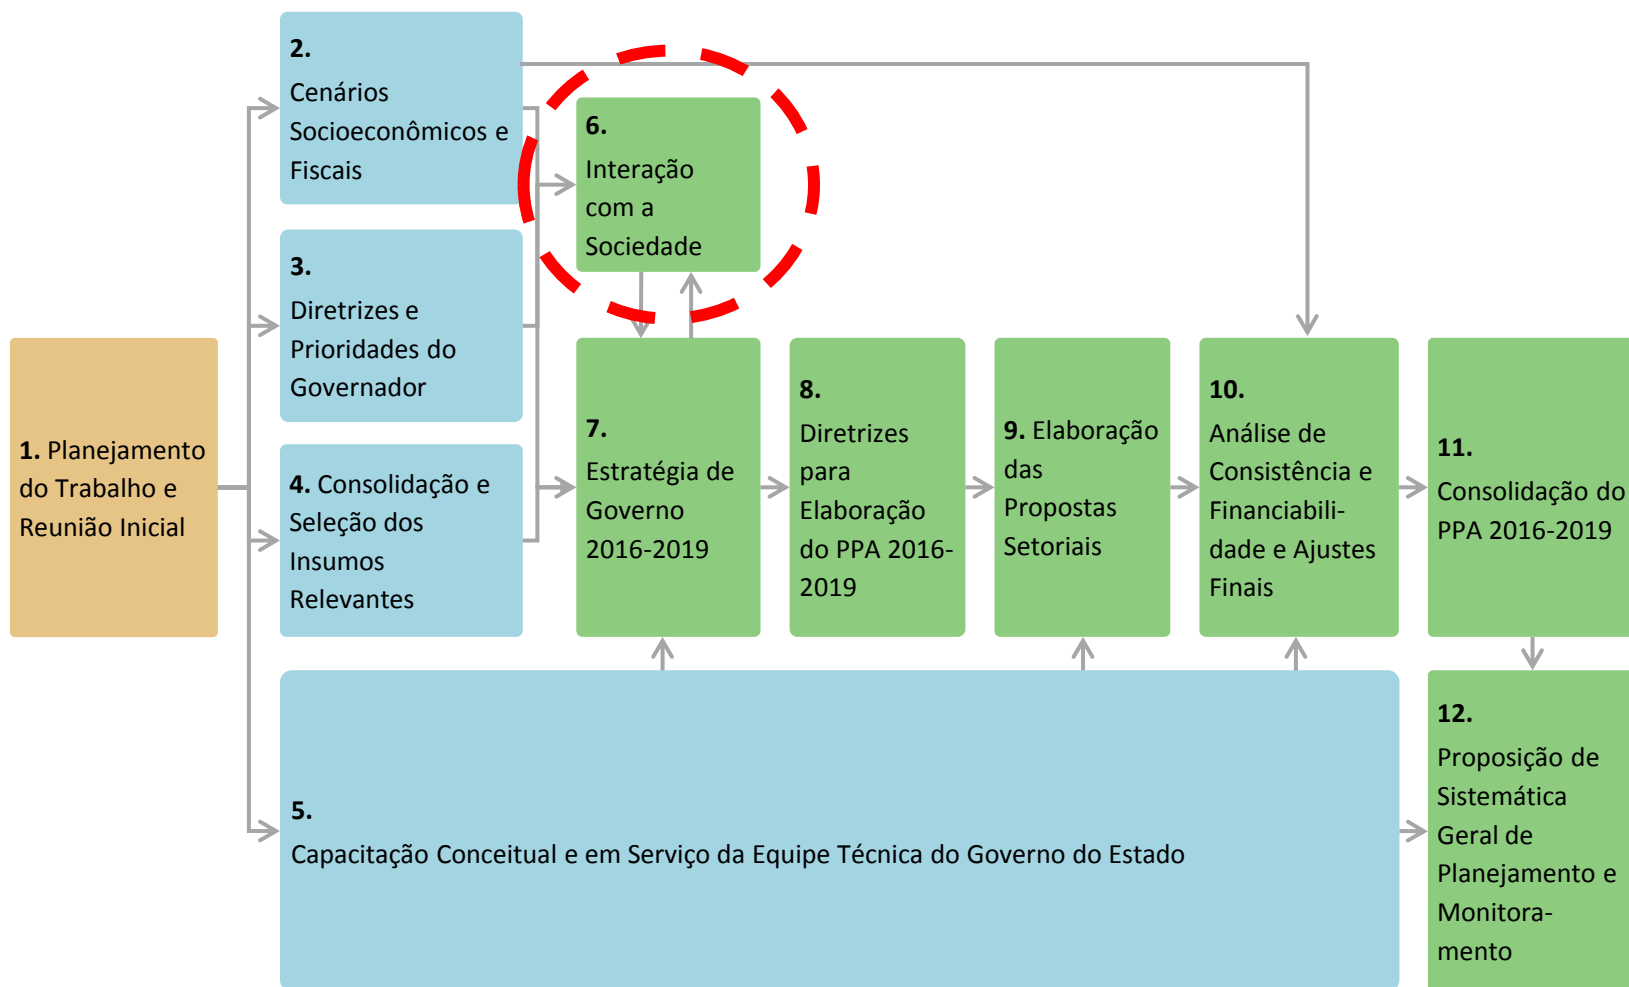 1. Planejamento
do Trabalho e
Reunião Inicial
2.
Cenários
Socioeconômicos e
Fiscais
3.
Diretrizes e
Prioridades do
Governador
4. Consolidação e
Seleção dos
Insumos
Relevantes
5.
Capacitação Conceitual e em Serviço da Equipe Técnica do Governo do Estado
6.
Interação
com a
Sociedade
7.
Estratégia de
Governo
2016-2019
8.
Diretrizes
para
Elaboração
do PPA 2016-
2019
9. Elaboração
das
Propostas
Setoriais
10.
Análise de
Consistência e
Financiabili-
dade e Ajustes
Finais
11.
Consolidação do
PPA 2016-2019
12.
Proposição de
Sistemática
Geral de
Planejamento e
Monitora-
mento